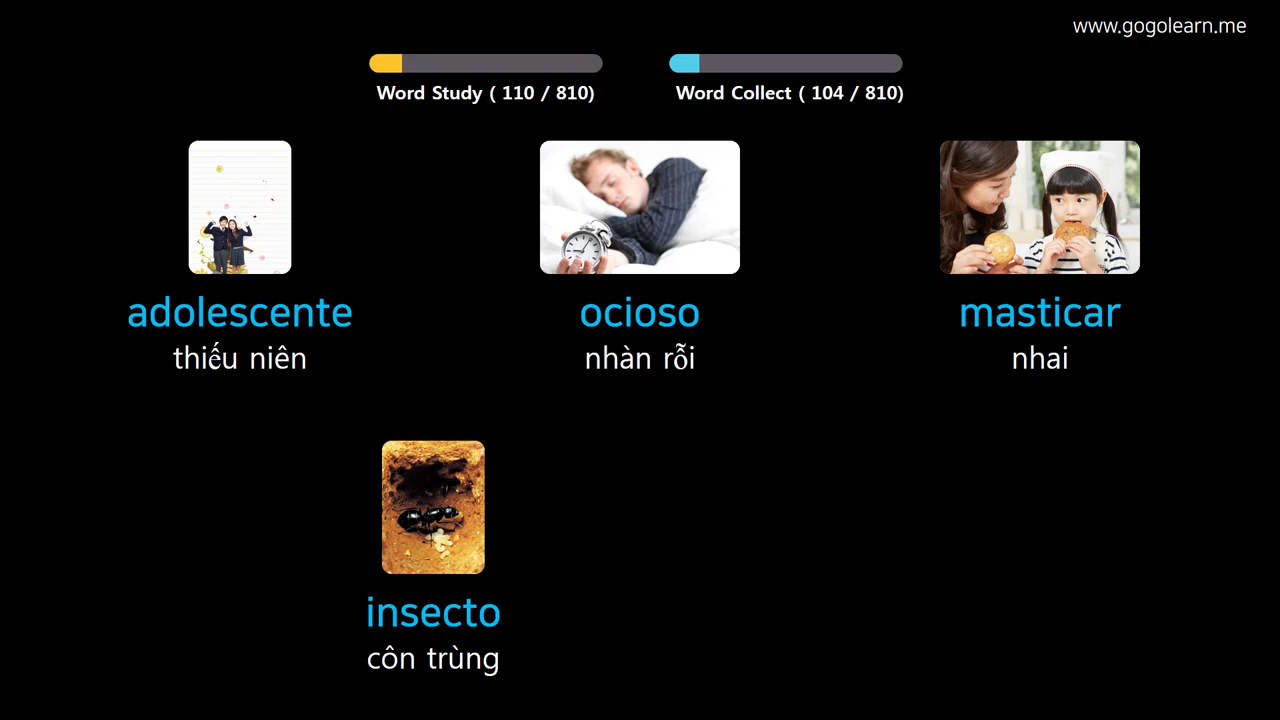 www.gogolearn.me
Word Study ( 110 / 810)
Word Collect ( 104 / 810)
adolescente
thiếu niên
ocioso
nhàn rỗi
masticar
nhai
insecto
côn trùng